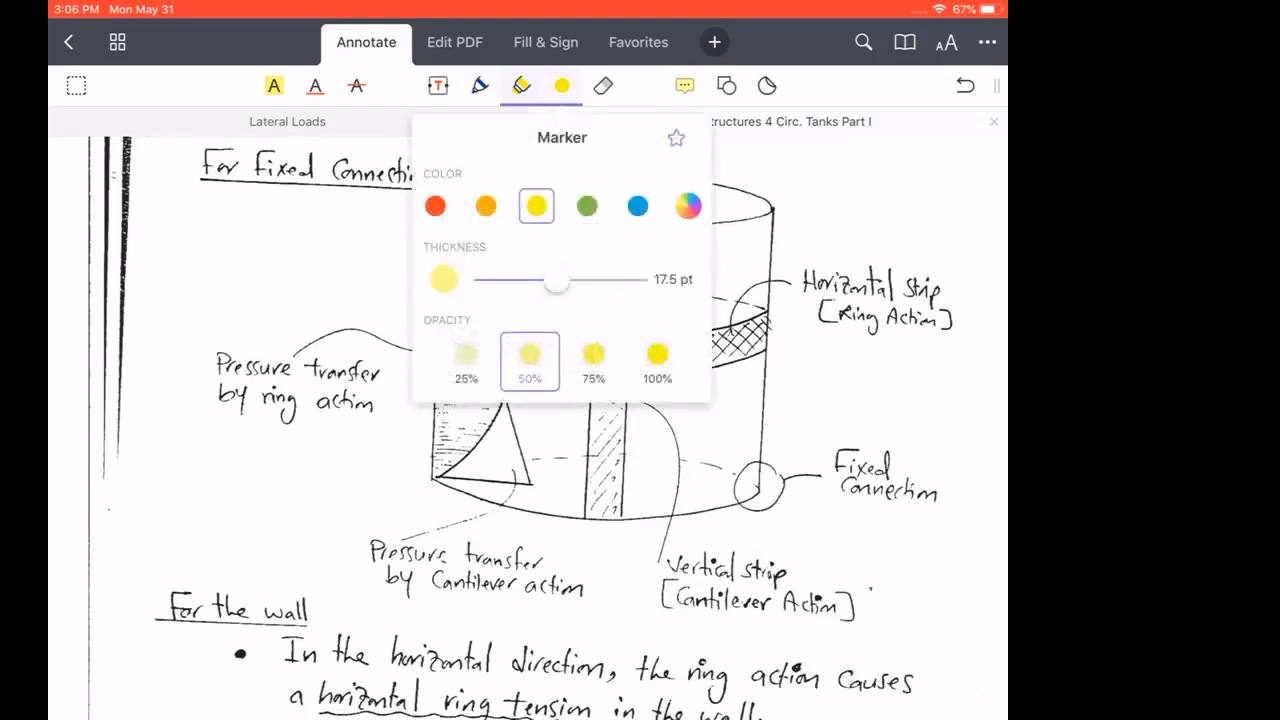 3:06 PM Mon May 31
67%
Annotate
Edit PDF
Fill & Sign
Favorites
A
A
A
T
AA
Lateral Loads
tructures 4 Circ. Tanks Part I
Marker
COLOR
THICKNESS
17.5 pt
OPACITY
25%
50%
75%
100%
For Fixed Connecti
Horizontal strip
[Ring Action]
Pressure transfer
by ring action
Fixed
Connection
Pressure transfer
by Cantilever action
Vertical strip
[Cantilever Action]
For the wall
• In the horizontal direction, the ring action causes
a horizontal ring tension in the wall.